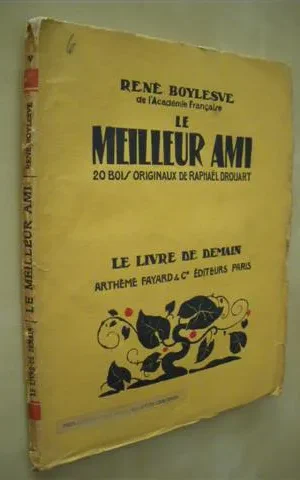 6
RENÉ BOYLESVE
de l'Académie Française
LE
MEILLEUR AMI
20 BOIS ORIGINAUX DE RAPHAËL DROUART
LE LIVRE DE DEMAIN
ARTHÈME FAYARD & Cie ÉDITEURS PARIS
LE LIVRE DE DEMAIN
LE MEILLEUR AMI
RENÉ BOYLESVE